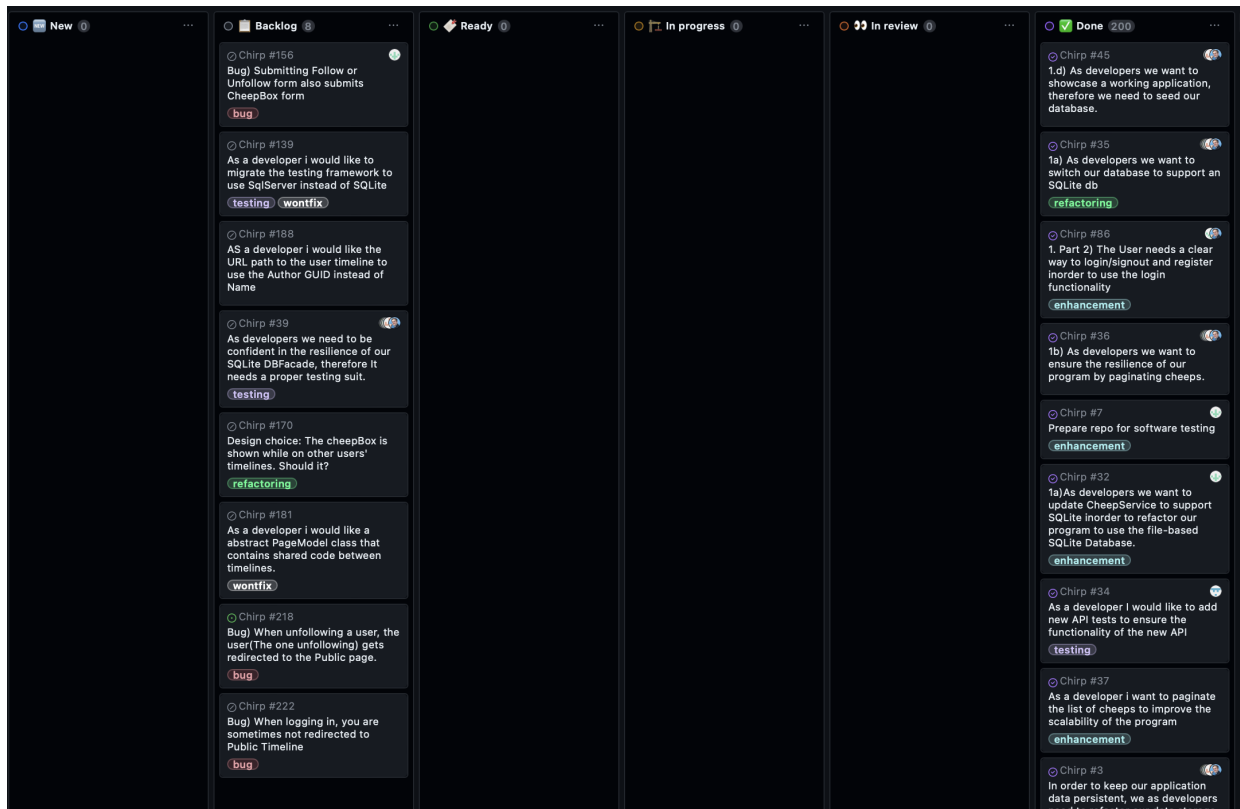 NEW New 0 ...
Backlog 8 ...
Ready 0 ...
In progress 0 ...
In review 0 ...
Done 200 ...
Chirp #156
Bug) Submitting Follow or
Unfollow form also submits
CheepBox form
bug
Chirp #139
As a developer i would like to
migrate the testing framework to
use SqlServer instead of SQLite
testing wontfix
Chirp #188
AS a developer i would like the
URL path to the user timeline to
use the Author GUID instead of
Name
Chirp #39
As developers we need to be
confident in the resilience of our
SQLite DBFacade, therefore It
needs a proper testing suit.
testing
Chirp #170
Design choice: The cheepBox is
shown while on other users'
timelines. Should it?
refactoring
Chirp #181
As a developer i would like a
abstract PageModel class that
contains shared code between
timelines.
wontfix
Chirp #218
Bug) When unfollowing a user, the
user(The one unfollowing) gets
redirected to the Public page.
bug
Chirp #222
Bug) When logging in, you are
sometimes not redirected to
Public Timeline
bug
Chirp #45
1.d) As developers we want to
showcase a working application,
therefore we need to seed our
database.
Chirp #35
1a) As developers we want to
switch our database to support an
SQLite db
refactoring
Chirp #86
1. Part 2) The User needs a clear
way to login/signout and register
inorder to use the login
functionality
enhancement
Chirp #36
1b) As developers we want to
ensure the resilience of our
program by paginating cheeps.
Chirp #7
Prepare repo for software testing
enhancement
Chirp #32
1a)As developers we want to
update CheepService to support
SQLite inorder to refactor our
program to use the file-based
SQLite Database.
enhancement
Chirp #34
As a developer I would like to add
new API tests to ensure the
functionality of the new API
testing
Chirp #37
As a developer i want to paginate
the list of cheeps to improve the
scalability of the program
enhancement
Chirp #3
In order to keep our application
data persistent, we as developers